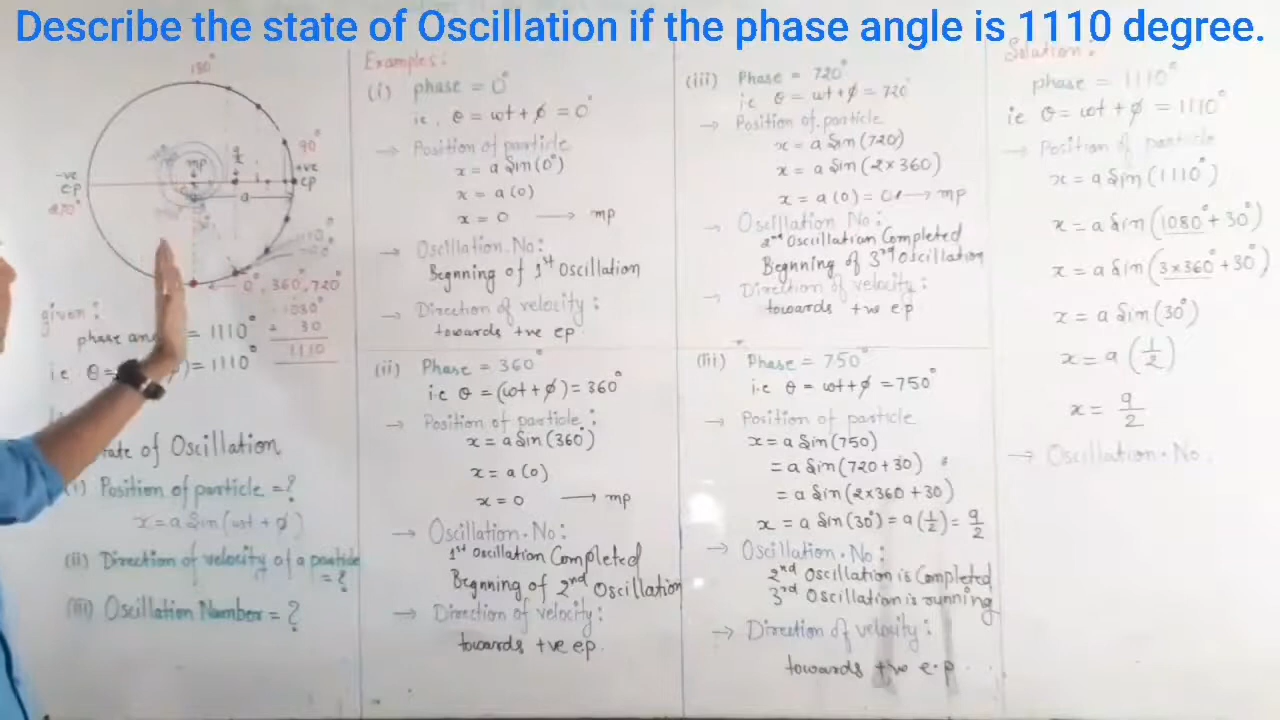 Describe the state of Oscillation if the phase angle is 1110 degree.
180°
90°
mp
a/2
+ve
ep
-ve
ep
270°
a
0°, 360°, 720°
1080°
+ 30
1110
given:
phase = 1110°
i.e θ= = 1110°
state of Oscillation
(i) Position of particle = ?
x = a Sin(ωt + φ)
(ii) Direction of velocity of a particle
= ?
(iii) Oscillation Number = ?
Examples:
(i) phase = 0°
ie, θ = ωt + φ = 0°
→ Position of particle
x = a Sin(0°)
x = a(0)
x = 0 → mp
→ Oscillation No:
Begnning of 1st Oscillation
→ Direction of velocity:
towards +ve ep.
(ii) Phase = 360°
i.e θ = (ωt + φ) = 360°
→ Position of particle:
x = a Sin(360°)
x = a(0)
x = 0 → mp
→ Oscillation.No:
1st Oscillation Completed
Begnning of 2nd Oscillation
→ Direction of velocity:
towards +ve e.p.
(iii) Phase = 720°
ie θ = ωt + φ = 720°
→ Position of particle
x = a Sin(720)
x = a Sin(2×360)
x = a(0) = 0 → mp
→ Oscillation No:
2nd Oscillation Completed
Begnning of 3rd Oscillation
→ Direction of velocity:
towards +ve e.p
(iii) Phase = 750°
i.e θ = ωt + φ = 750°
→ Position of particle
x = a Sin(750)
= a Sin(720+30)
= a Sin(2×360+30)
x = a Sin(30°) = a(1/2) = a/2
→ Oscillation.No:
2nd Oscillation is Completed
3rd Oscillation is running
→ Direction of velocity:
towards +ve e.p.
Solution:
phase = 1110°
ie θ = ωt + φ = 1110°
→ Position of particle
x = a Sin(1110°)
x = a Sin(1080° + 30°)
x = a Sin(3×360° + 30°)
x = a Sin(30°)
x = a (1/2)
x = a/2
→ Oscillation.No: